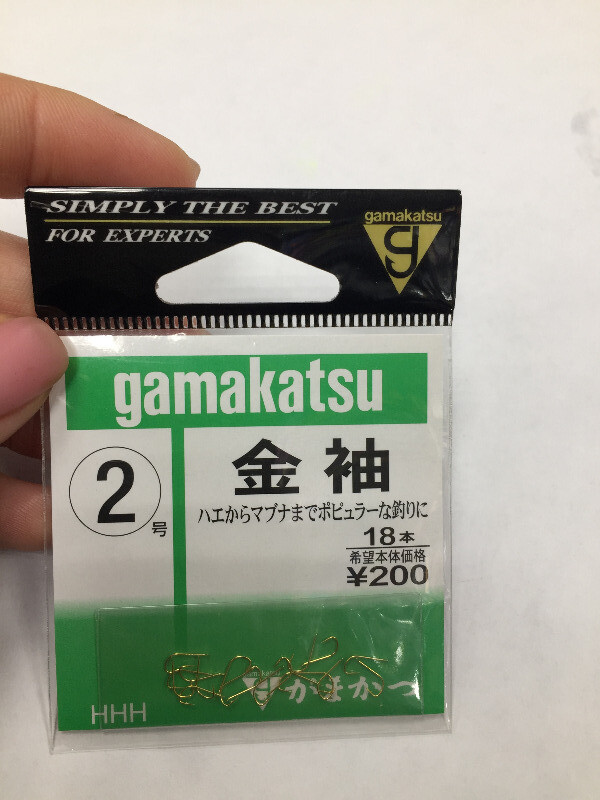 SIMPLY THE BEST
FOR EXPERTS
gamakatsu
gamakatsu
2号
金袖
ハエからマブナまでポピュラーな釣りに
18本
希望本体価格
¥200
がまかつ
HHH